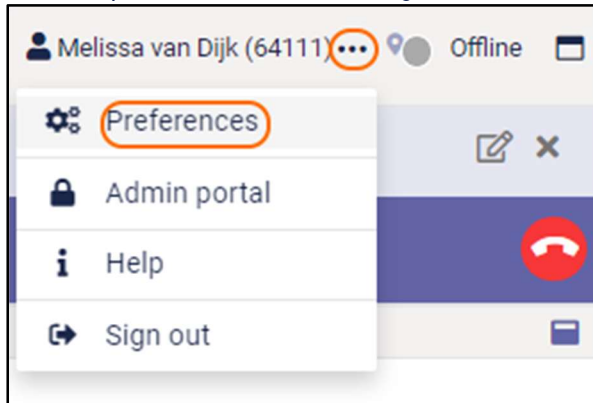 Melissa van Dijk (64111) ••• Offline
Preferences
Admin portal
Help
Sign out